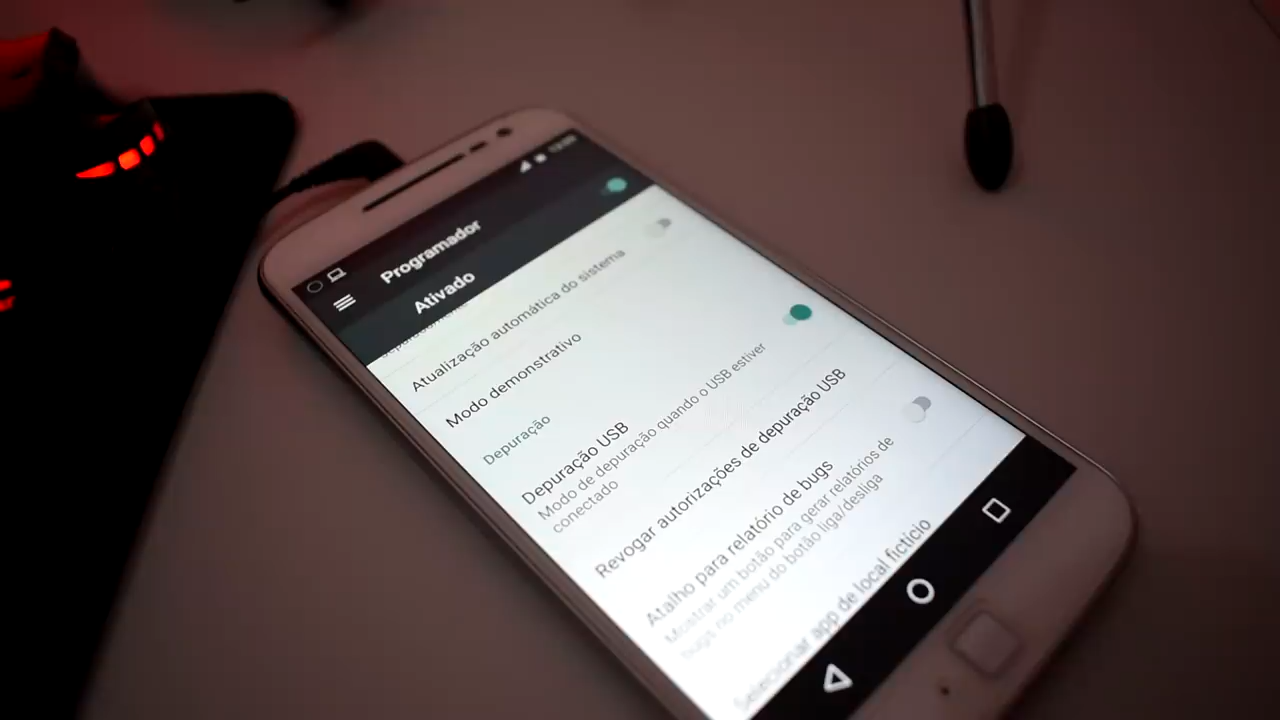 Programador
Ativado
Atualização automática do sistema
Modo demonstrativo
Depuração
Depuração USB
Modo de depuração quando o USB estiver
conectado
Revogar autorizações de depuração USB
Atalho para relatório de bugs
Mostrar um botão para gerar relatórios de
bugs no menu do botão liga/desliga
Selecionar app de local fictício